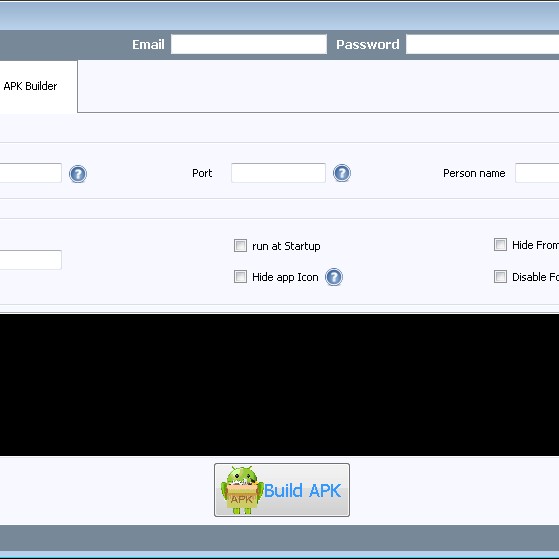 Email Password
APK Builder
? Port ? Person name
run at Startup Hide From
Hide app Icon ? Disable
APK Build APK